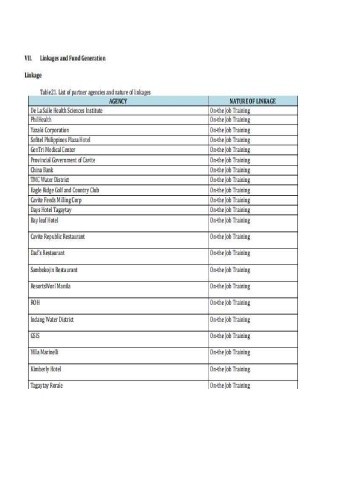 VII. Linkages and Fund Generation
Linkage
Table21. List of partner agencies and nature of linkages
AGENCY NATURE OF LINKAGE
De La Salle Health Sciences Institute On-the Job Training
PhilHealth On-the Job Training
Yazaki Corporation On-the Job Training
Sofitel Philippines Plaza Hotel On-the Job Training
GenTri Medical Center On-the Job Training
Provincial Government of Cavite On-the Job Training
China Bank On-the Job Training
TMC Water District On-the Job Training
Eagle Ridge Golf and Country Club On-the Job Training
Cavite Feeds Milling Corp On-the Job Training
Days Hotel Tagaytay On-the Job Training
Bay leaf Hotel On-the Job Training
Cavite Republic Restaurant On-the Job Training
Dad's Restaurant On-the Job Training
Sambokojin Restaurant On-the Job Training
ResortsWorl Manila On-the Job Training
ROH On-the Job Training
Indang Water District On-the Job Training
GSIS On-the Job Training
Villa Marinelli On-the Job Training
Kimberly Hotel On-the Job Training
Tagaytay On-the Job Training